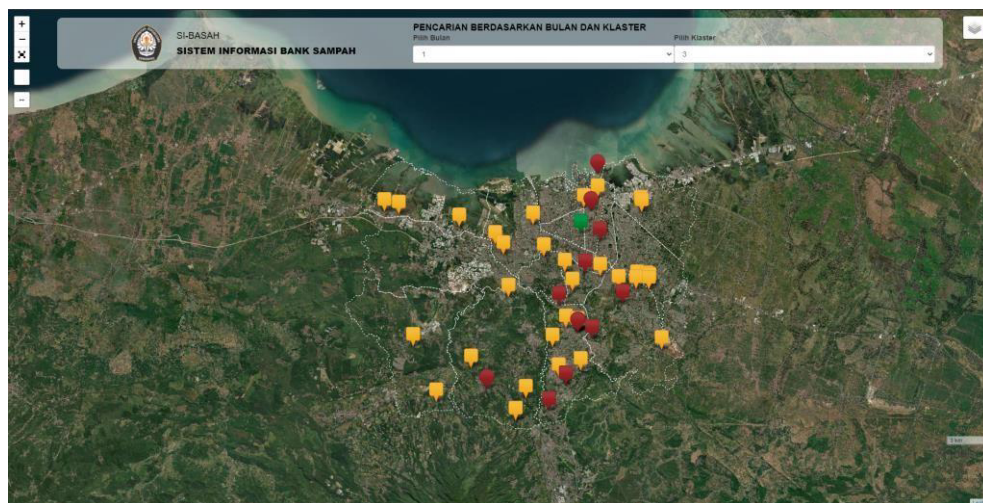 SI-BASAH
SISTEM INFORMASI BANK SAMPAH
PENCARIAN BERDASARKAN BULAN DAN KLASTER
Pilih Bulan
Pilih Klaster
1
3
+
−